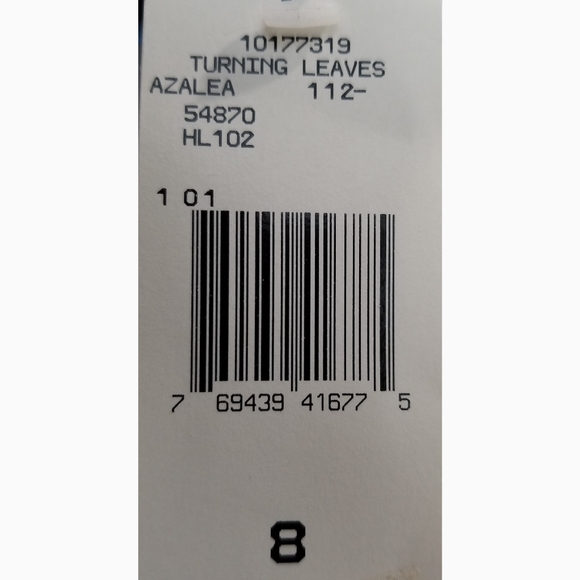 10177319
TURNING LEAVES
AZALEA 112-
54870
HL102
1 01
7 69439 41677 5
8